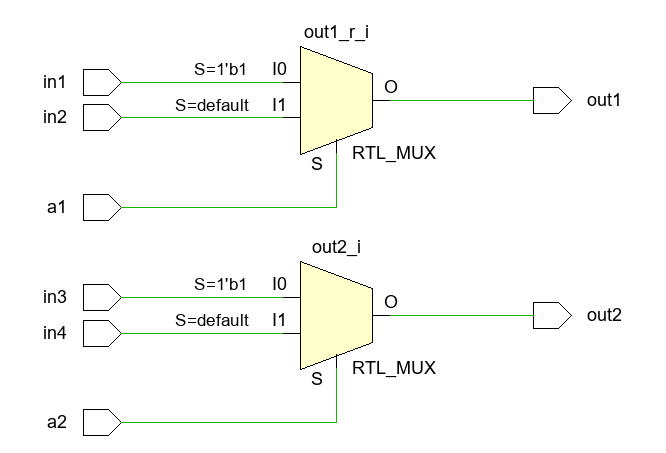 out1_r_i
in1
S=1'b1
I0
in2
S=default
I1
O
out1
S
RTL_MUX
a1
out2_i
in3
S=1'b1
I0
in4
S=default
I1
O
out2
S
RTL_MUX
a2